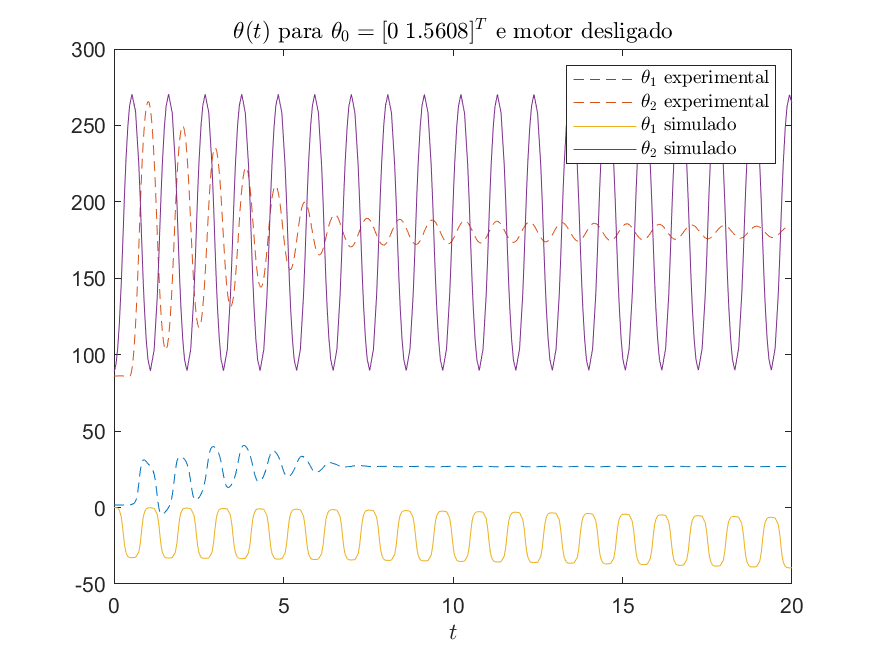 θ(t) para θ₀ = [0 1.5608]ᵀ e motor desligado
300
250
200
150
100
50
0
-50
θ₁ experimental
θ₂ experimental
θ₁ simulado
θ₂ simulado
0 5 10 15 20
t